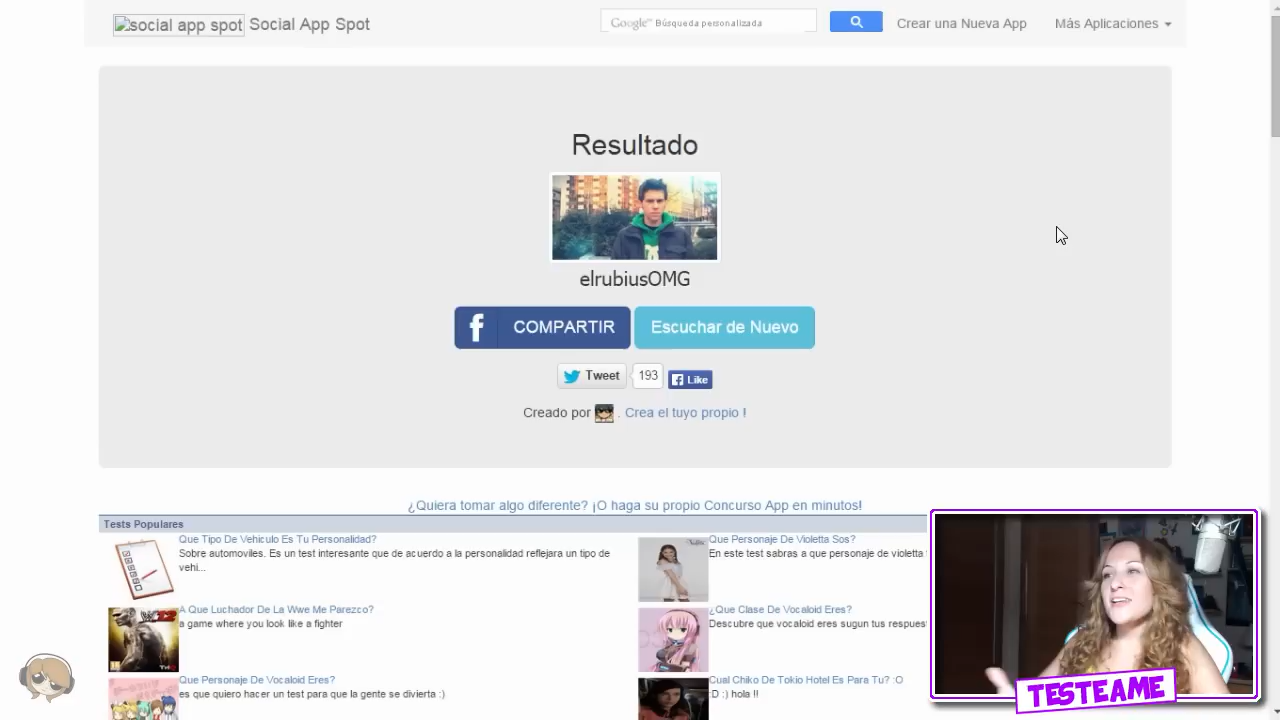 social app spot Social App Spot
Google™ Búsqueda personalizada
Crear una Nueva App Más Aplicaciones
Resultado
elrubiusOMG
f COMPARTIR Escuchar de Nuevo
Tweet 193 Like
Creado por . Crea el tuyo propio !
¿Quiera tomar algo diferente? ¡O haga su propio Concurso App en minutos!
Tests Populares
Que Tipo De Vehiculo Es Tu Personalidad?
Sobre automoviles. Es un test interesante que de acuerdo a la personalidad reflejara un tipo de
vehi...
Que Personaje De Violetta Sos?
En este test sabras a que personaje de violetta
A Que Luchador De La Wwe Me Parezco?
a game where you look like a fighter
¿Que Clase De Vocaloid Eres?
Descubre que vocaloid eres sugun tus respues
Que Personaje De Vocaloid Eres?
es que quiero hacer un test para que la gente se divierta :)
Cual Chiko De Tokio Hotel Es Para Tu? :O
:D :) hola !!
TESTEAME